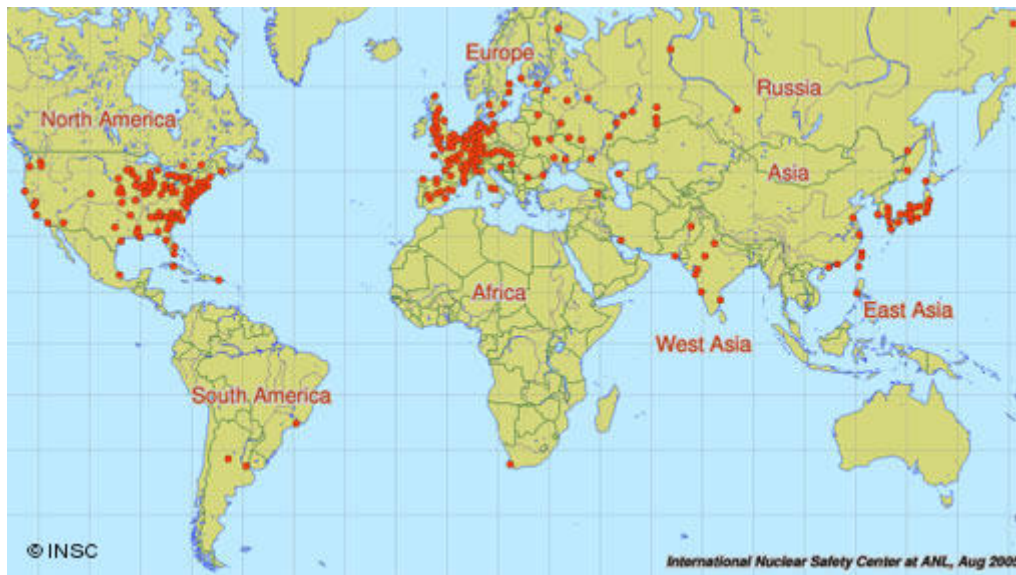 Europe
Russia
North America
Asia
Africa
East Asia
West Asia
South America
© INSC
International Nuclear Safety Center at ANL, Aug 2005